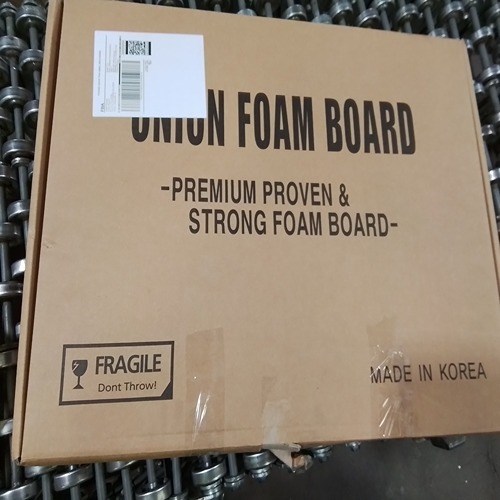 UNION FOAM BOARD
-PREMIUM PROVEN &
STRONG FOAM BOARD-
FRAGILE
Dont Throw!
MADE IN KOREA